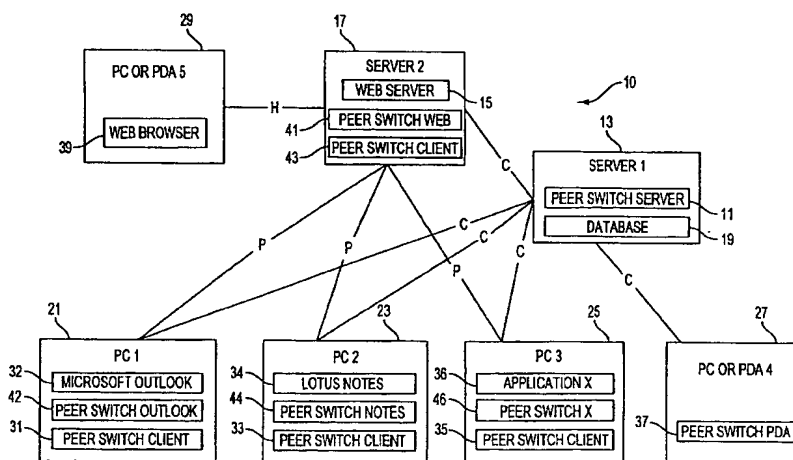 29
17
PC OR PDA 5
WEB BROWSER
39
H
SERVER 2
WEB SERVER
15
PEER SWITCH WEB
41
PEER SWITCH CLIENT
43
10
C
13
SERVER 1
PEER SWITCH SERVER
11
DATABASE
19
P
P
P
C
C
C
C
21
PC 1
32
MICROSOFT OUTLOOK
42
PEER SWITCH OUTLOOK
31
PEER SWITCH CLIENT
23
PC 2
34
LOTUS NOTES
44
PEER SWITCH NOTES
33
PEER SWITCH CLIENT
25
PC 3
36
APPLICATION X
46
PEER SWITCH X
35
PEER SWITCH CLIENT
27
PC OR PDA 4
37
PEER SWITCH PDA